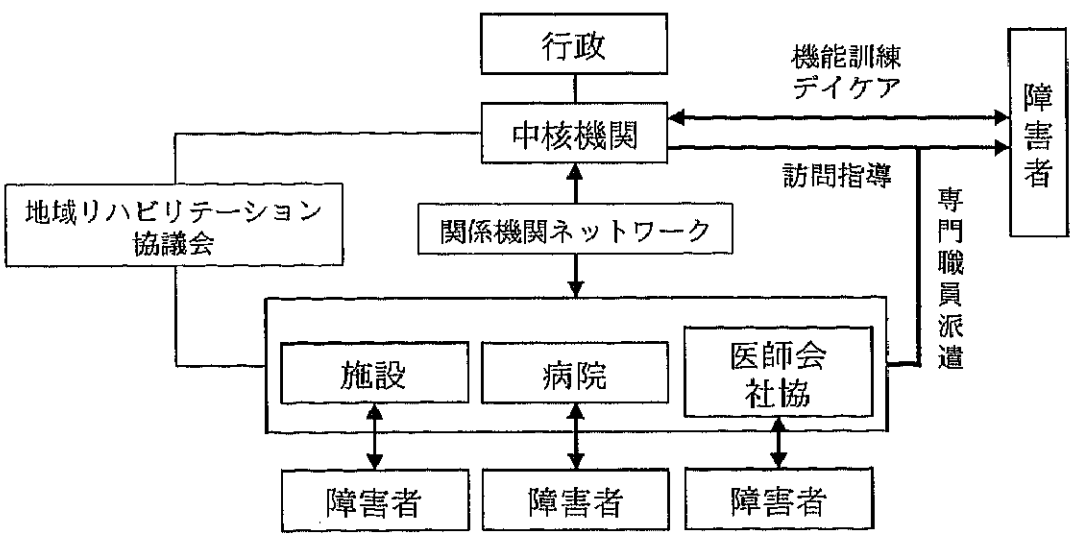 行政
機能訓練
デイケア
障害者
中核機関
訪問指導
地域リハビリテーション
協議会
関係機関ネットワーク
専門職員派遣
施設
病院
医師会
社協
障害者
障害者
障害者